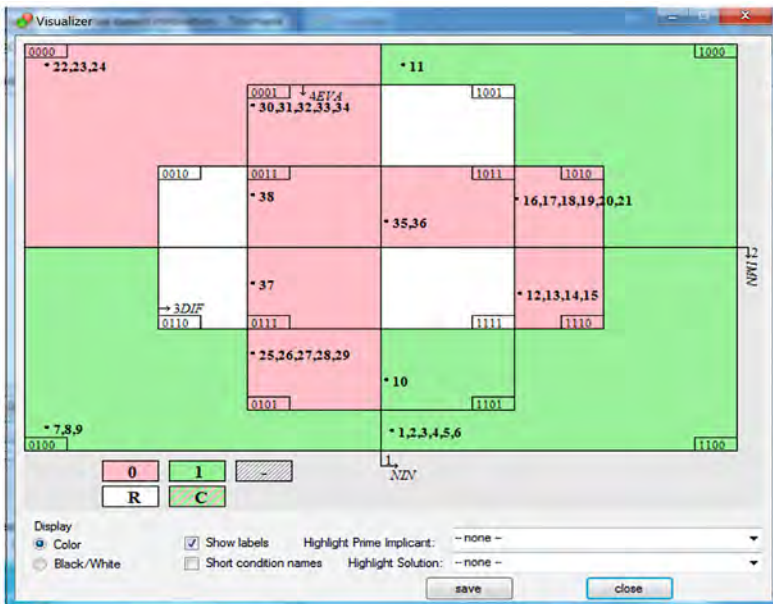 Visualizer
0000
1000
22,23,24
11
0001
4EVA
1001
30,31,32,33,34
0010
0011
1011
1010
38
16,17,18,19,20,21
35,36
2
IMN
37
12,13,14,15
3DIF
0110
0111
1111
1110
25,26,27,28,29
10
0101
1101
7,8,9
1,2,3,4,5,6
0100
1100
1
NIV
0 1 -
R C
Display
Color
Show labels Highlight Prime Implicant: -- none --
Black/White
Short condition names Highlight Solution: -- none --
save close